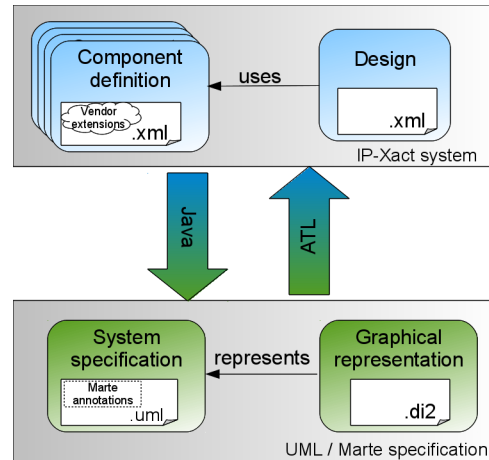 Component
definition
Vendor
extensions
.xml
uses
Design
.xml
IP-Xact system
Java
ATL
System
specification
Marte
annotations
.uml
represents
Graphical
representation
.di2
UML / Marte specification